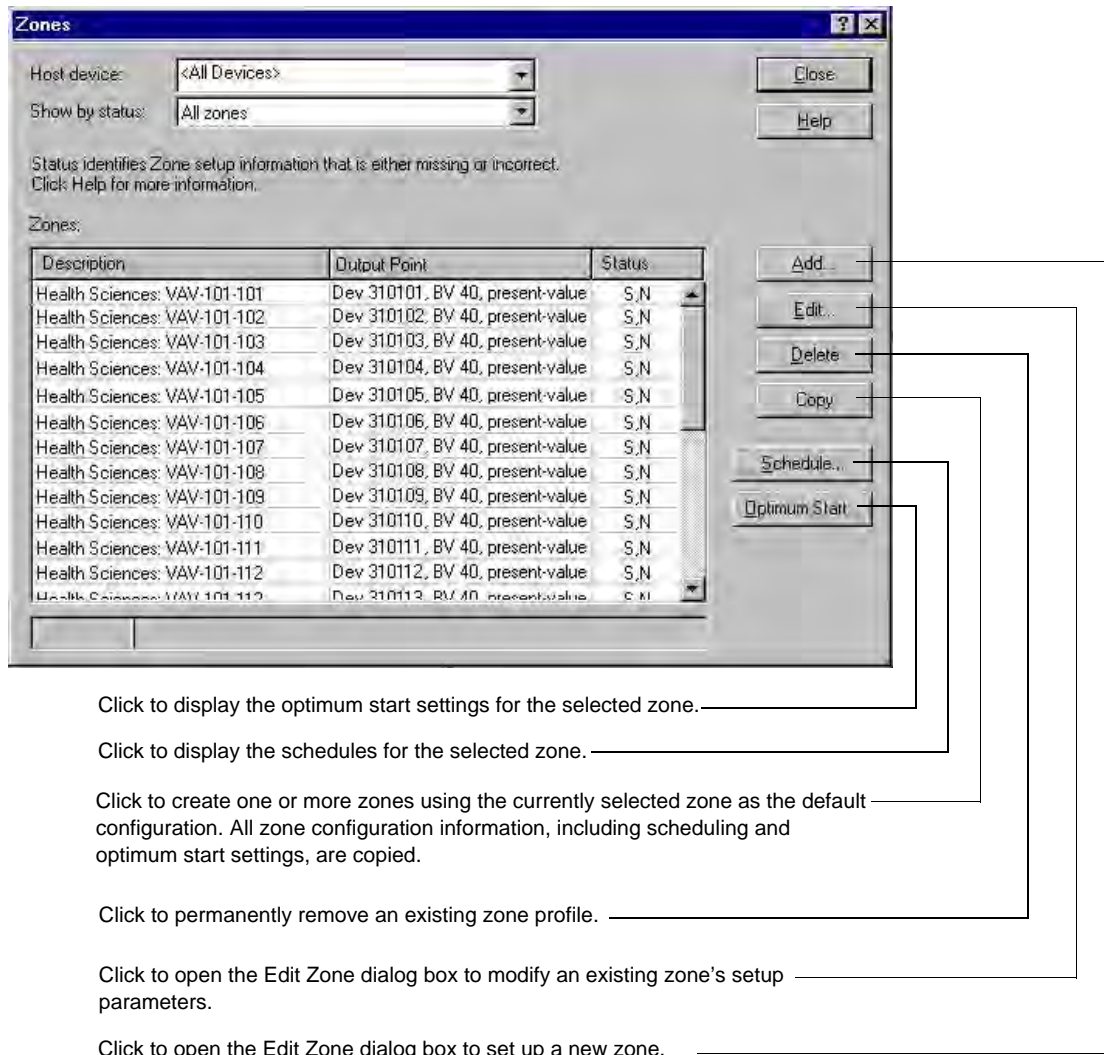 Zones
Host device: <All Devices> Close
Show by status: All zones Help
Status identifies Zone setup information that is either missing or incorrect.
Click Help for more information.
Zones:
Description Output Point Status Add...
Health Sciences: VAV-101-101 Dev 310101, BV 40, present-value S,N
Health Sciences: VAV-101-102 Dev 310102, BV 40, present-value S,N Edit...
Health Sciences: VAV-101-103 Dev 310103, BV 40, present-value S,N
Health Sciences: VAV-101-104 Dev 310104, BV 40, present-value S,N Delete
Health Sciences: VAV-101-105 Dev 310105, BV 40, present-value S,N Copy
Health Sciences: VAV-101-106 Dev 310106, BV 40, present-value S,N
Health Sciences: VAV-101-107 Dev 310107, BV 40, present-value S,N
Health Sciences: VAV-101-108 Dev 310108, BV 40, present-value S,N Schedule...
Health Sciences: VAV-101-109 Dev 310109, BV 40, present-value S,N
Health Sciences: VAV-101-110 Dev 310110, BV 40, present-value S,N Optimum Start
Health Sciences: VAV-101-111 Dev 310111, BV 40, present-value S,N
Health Sciences: VAV-101-112 Dev 310112, BV 40, present-value S,N
Dev 310113, BV 40, present-value S,N
Click to display the optimum start settings for the selected zone.
Click to display the schedules for the selected zone.
Click to create one or more zones using the currently selected zone as the default
configuration. All zone configuration information, including scheduling and
optimum start settings, are copied.
Click to permanently remove an existing zone profile.
Click to open the Edit Zone dialog box to modify an existing zone's setup
parameters.
Click to open the Edit Zone dialog box to set up a new zone.